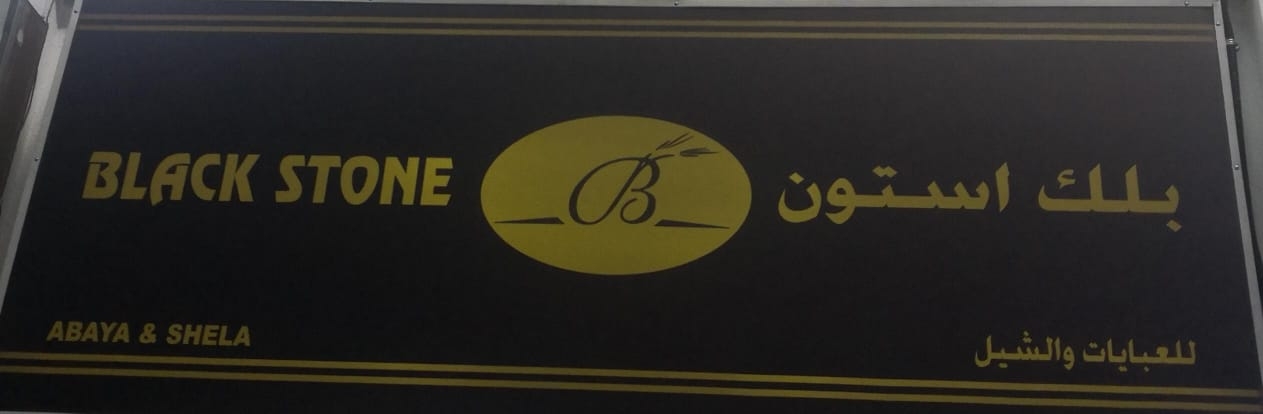 BLACK STONE
B
بلك استون
ABAYA & SHELA
للعبايات والشيل